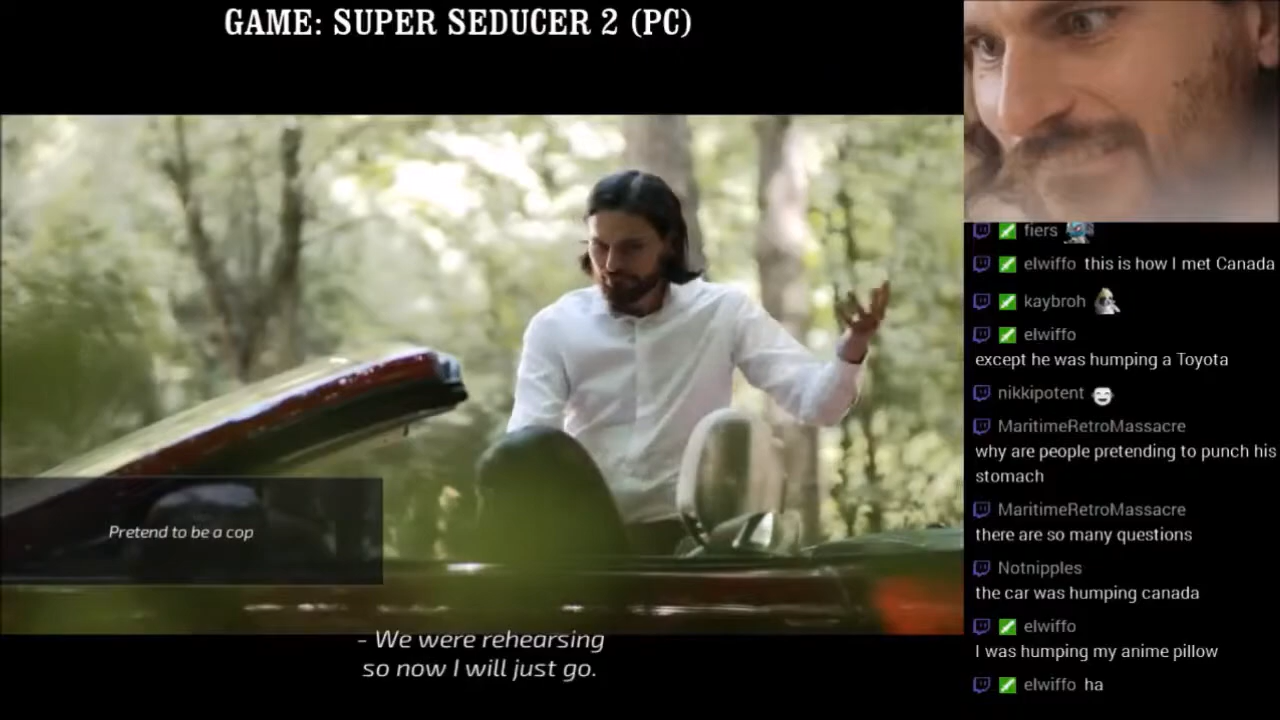 GAME: SUPER SEDUCER 2 (PC)
Pretend to be a cop
- We were rehearsing
so now I will just go.
fiers
elwiffo this is how I met Canada
kaybroh
elwiffo
except he was humping a Toyota
nikkipotent
MaritimeRetroMassacre
why are people pretending to punch his
stomach
MaritimeRetroMassacre
there are so many questions
Notnipples
the car was humping canada
elwiffo
I was humping my anime pillow
elwiffo ha